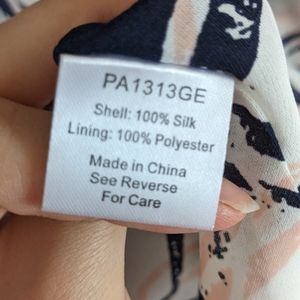 PA1313GE
Shell: 100% Silk
Lining: 100% Polyester
Made in China
See Reverse
For Care